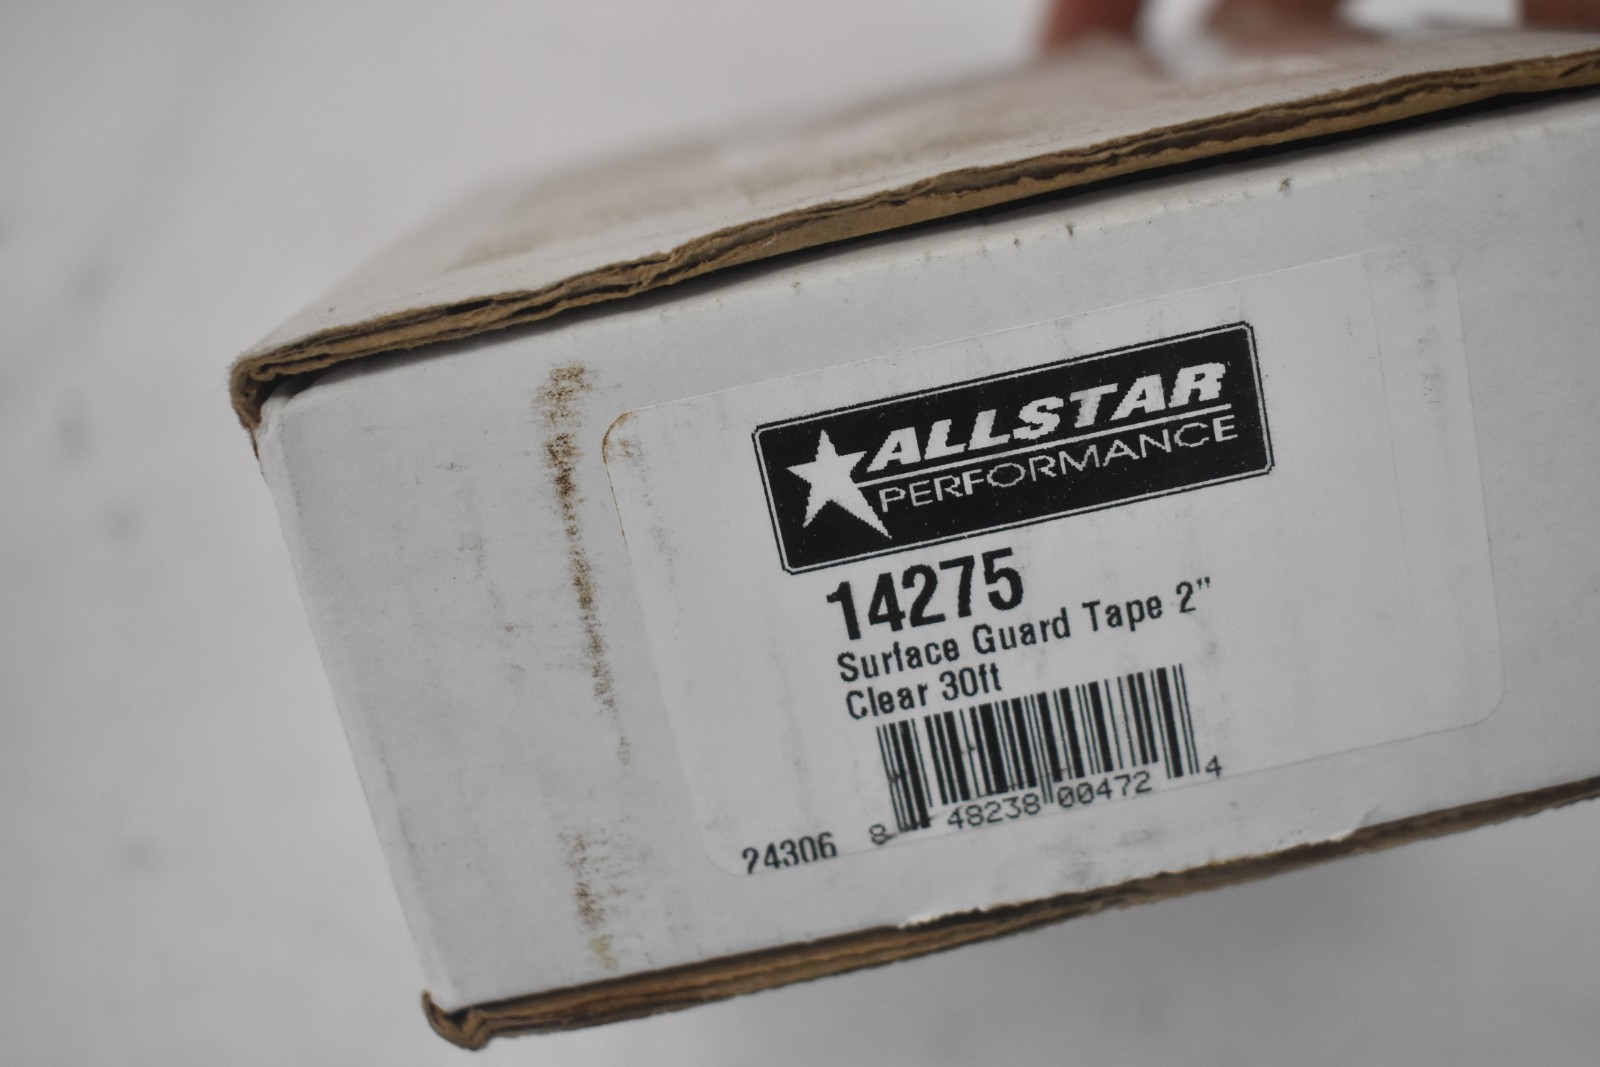 ALLSTAR
PERFORMANCE
14275
Surface Guard Tape 2"
Clear 30ft
24306 8 48238 00472 4